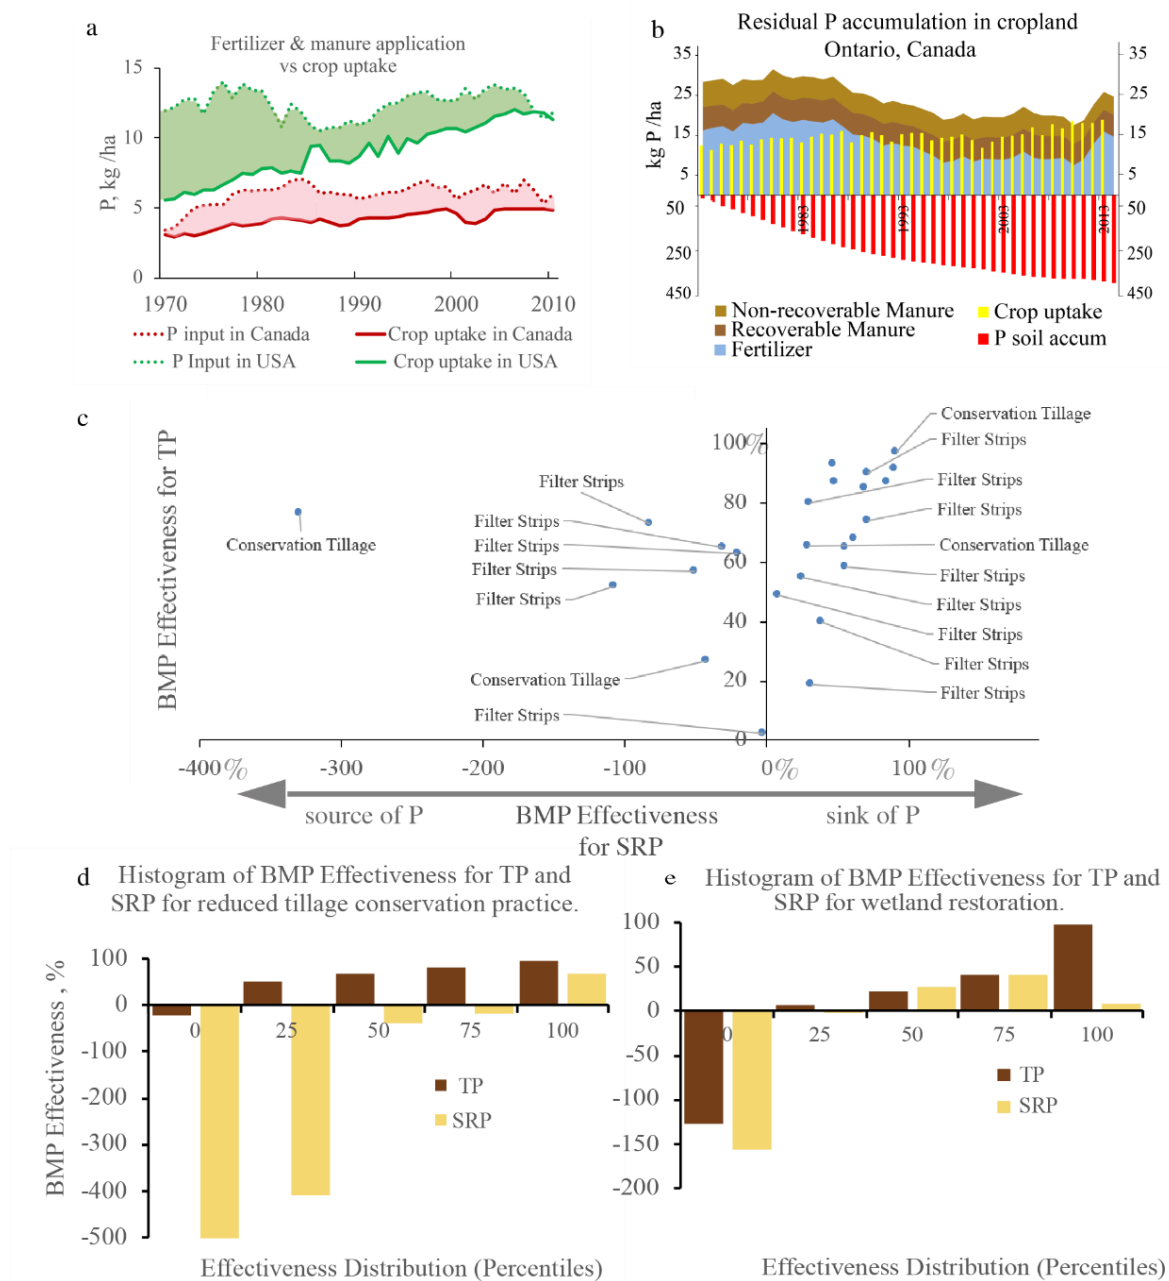 a
Fertilizer & manure application
vs crop uptake
15
10
5
0
P, kg /ha
1970
1980
1990
2000
2010
P input in Canada
Crop uptake in Canada
P Input in USA
Crop uptake in USA
b
Residual P accumulation in cropland
Ontario, Canada
35
25
15
5
50
250
450
kg P /ha
35
25
15
5
50
250
450
1983
1993
2003
2013
Non-recoverable Manure
Recoverable Manure
Fertilizer
Crop uptake
P soil accum
c
BMP Effectiveness for TP
100%
80
60
40
20
0
Conservation Tillage
Filter Strips
Filter Strips
Filter Strips
Filter Strips
Filter Strips
Conservation Tillage
Filter Strips
Conservation Tillage
Filter Strips
Filter Strips
Filter Strips
Conservation Tillage
Filter Strips
Filter Strips
Filter Strips
Filter Strips
Filter Strips
-400%
-300
-200
-100
0%
100%
source of P
BMP Effectiveness
for SRP
sink of P
d
Histogram of BMP Effectiveness for TP and
SRP for reduced tillage conservation practice.
BMP Effectiveness , %
100
0
-100
-200
-300
-400
-500
0
25
50
75
100
TP
SRP
Effectiveness Distribution (Percentiles)
e
Histogram of BMP Effectiveness for TP and
SRP for wetland restoration.
100
50
0
-50
-100
-150
-200
0
25
50
75
100
TP
SRP
Effectiveness Distribution (Percentiles)